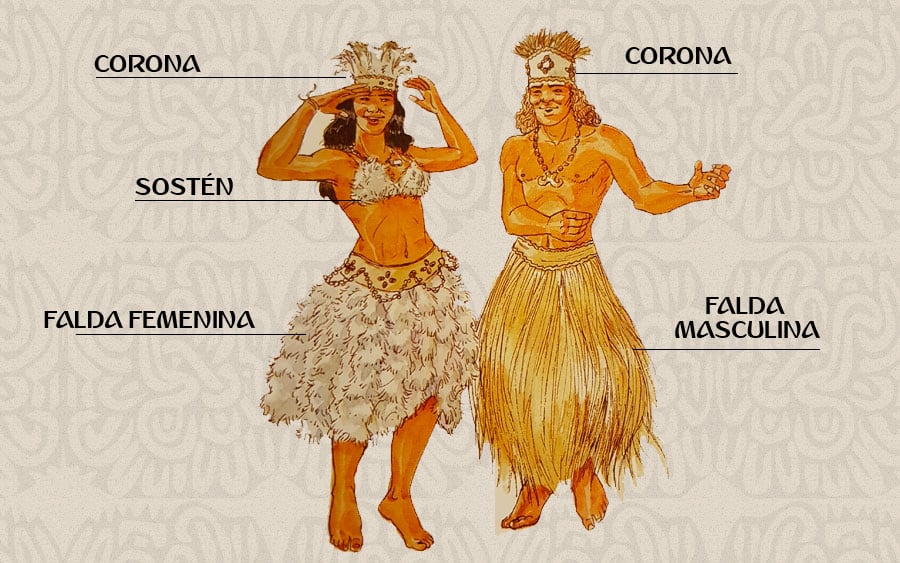 CORONA
CORONA
SOSTÉN
FALDA FEMENINA
FALDA
MASCULINA